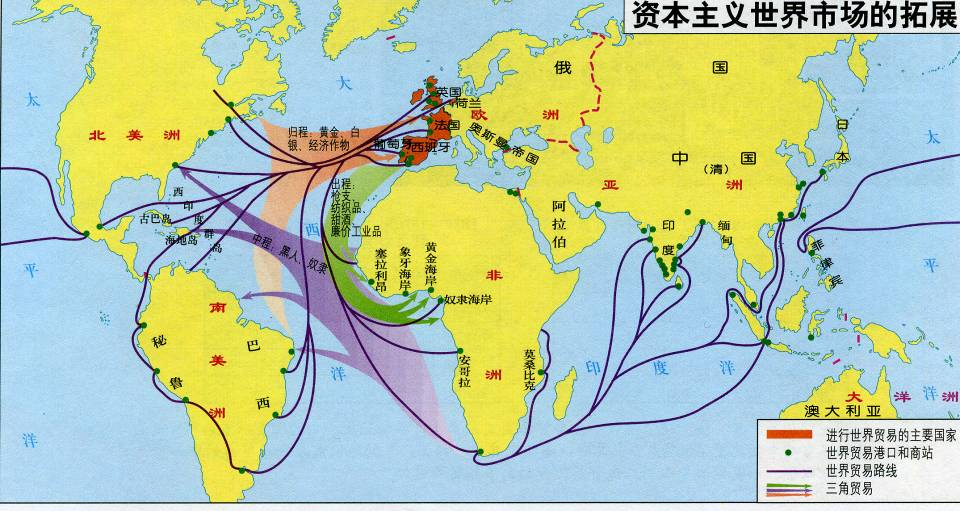 资本主义世界市场的拓展
俄 国
大
太
英国
荷兰
欧 洲
法国
北 美 洲
归程：黄金、白
银、经济作物
葡萄牙
西班牙
奥斯曼帝国
日本
太
中 国
（清）
亚 洲
出程：
枪支、
纺织品、
甜酒、
廉价工业品
西印度群岛
古巴岛
海地岛
西
中程：黑人、奴隶
阿拉伯
印度
缅甸
菲律宾
平
平
塞拉利昂
象牙海岸
黄金海岸
奴隶海岸
非
洲
南
美
洲
秘鲁
巴西
洋
安哥拉
莫桑比克
印 度 洋
洋
大 洋 洲
澳大利亚
洋
进行世界贸易的主要国家
世界贸易港口和商站
世界贸易路线
三角贸易